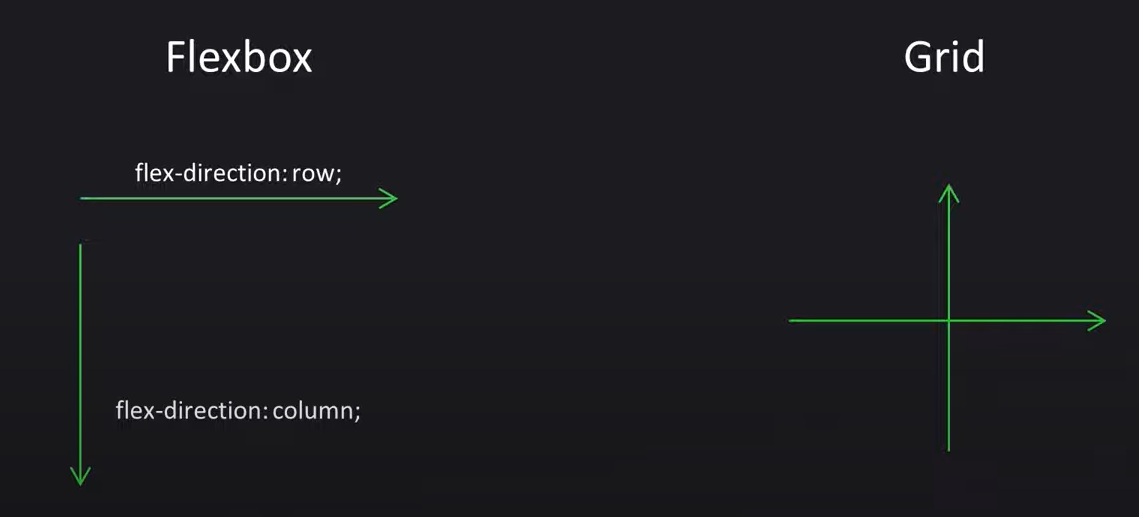 Flexbox
Grid
flex-direction: row;
flex-direction: column;